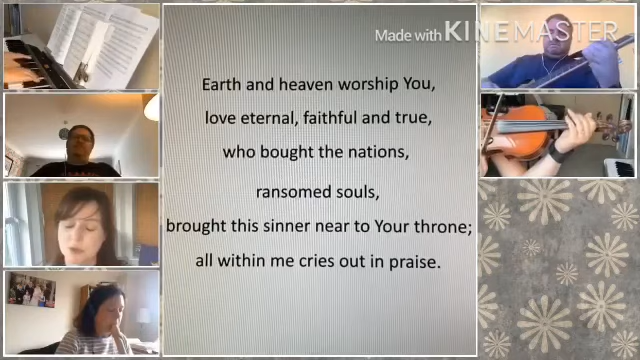 Made with KINEMASTER
Earth and heaven worship You,
love eternal, faithful and true,
who bought the nations,
ransomed souls,
brought this sinner near to Your throne;
all within me cries out in praise.